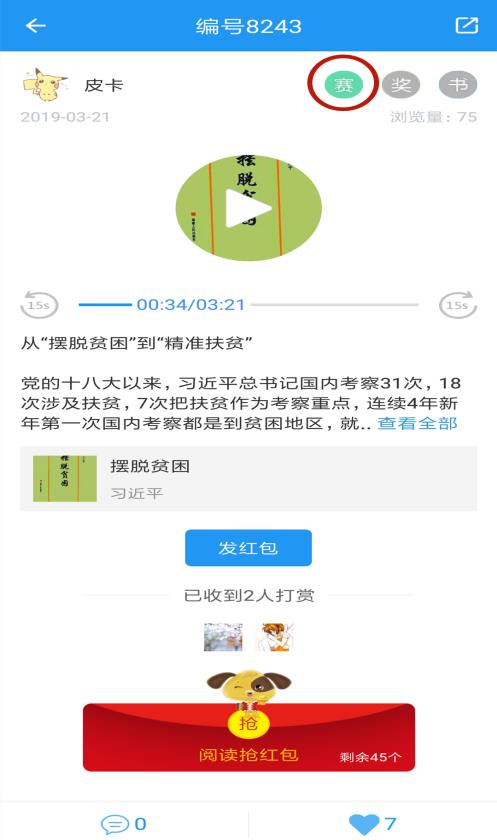 编号8243
皮卡
赛 奖 书
2019-03-21
浏览量: 75
摆脱贫困
15s
00:34/03:21
15s
从“摆脱贫困”到“精准扶贫”
党的十八大以来, 习近平总书记国内考察31次, 18
次涉及扶贫, 7次把扶贫作为考察重点, 连续4年新
年第一次国内考察都是到贫困地区, 就.. 查看全部
摆脱贫困
摆脱贫困
习近平
发红包
已收到2人打赏
抢
阅读抢红包
剩余45个
0
7